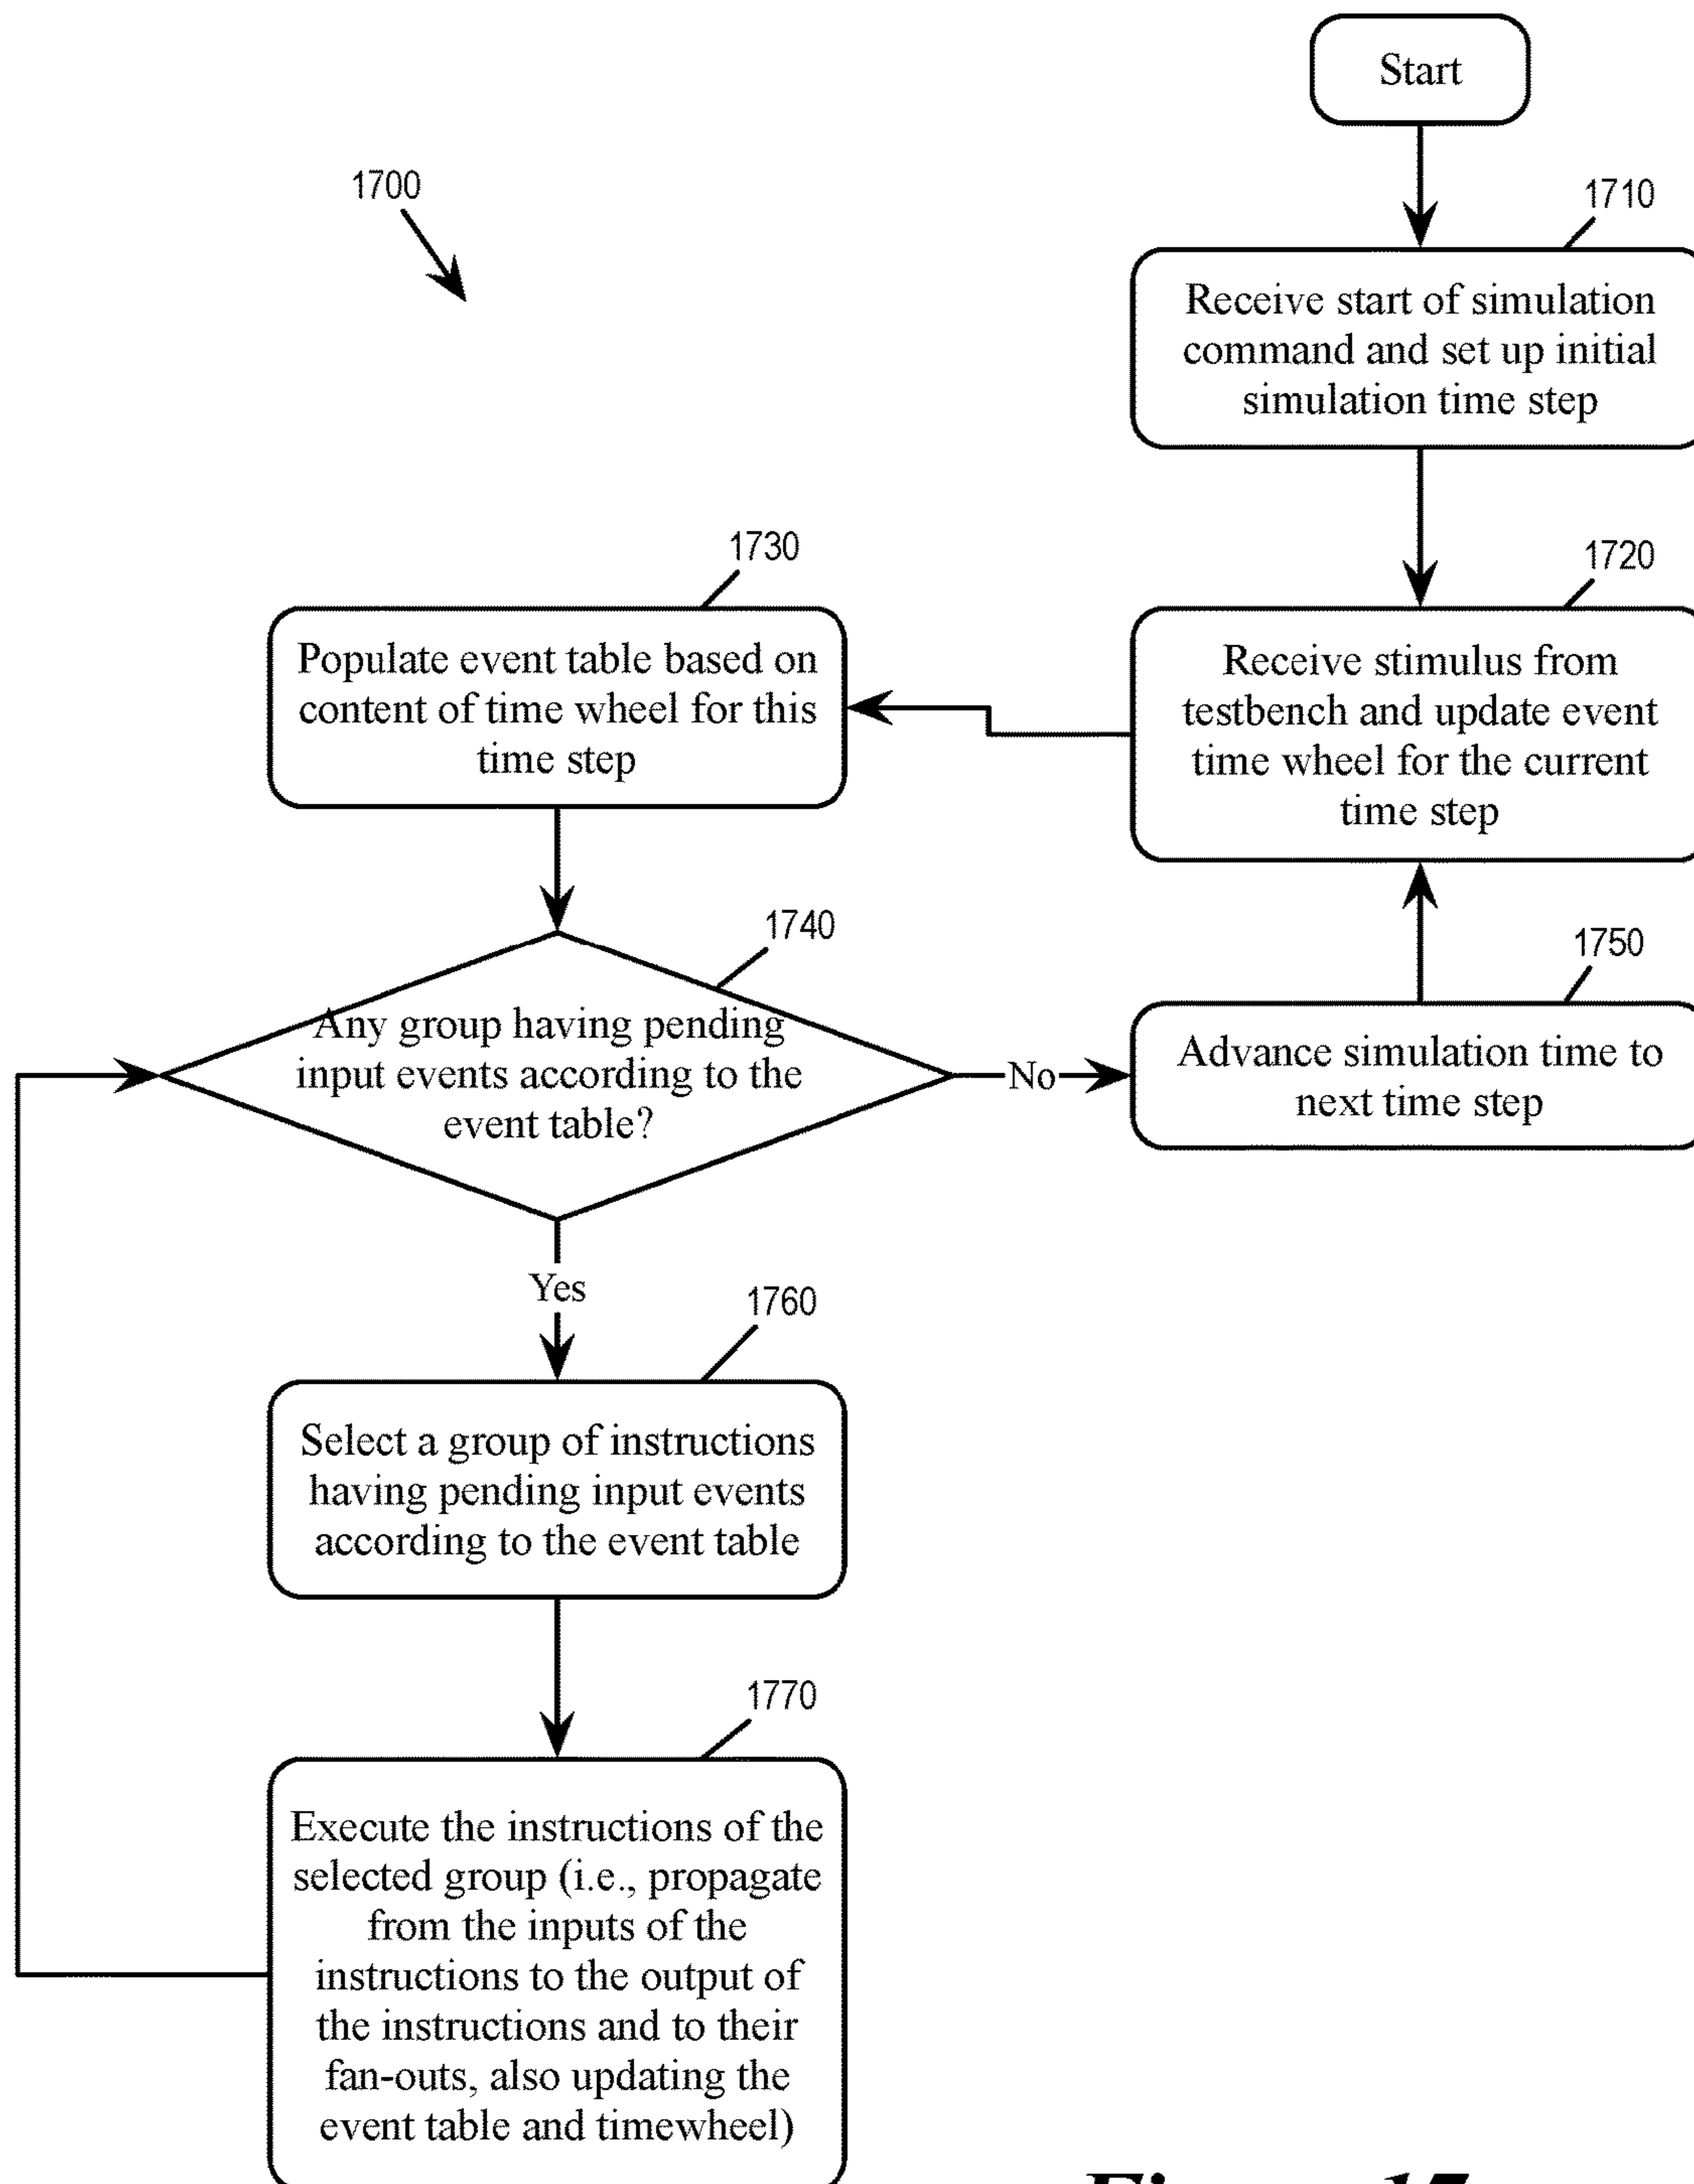 Start
1700
1710
Receive start of simulation
command and set up initial
simulation time step
1730
1720
Populate event table based on
content of time wheel for this
time step
Receive stimulus from
testbench and update event
time wheel for the current
time step
1740
1750
Any group having pending
input events according to the
event table?
No
Advance simulation time to
next time step
Yes
1760
Select a group of instructions
having pending input events
according to the event table
1770
Execute the instructions of the
selected group (i.e., propagate
from the inputs of the
instructions to the output of
the instructions and to their
fan-outs, also updating the
event table and timewheel)